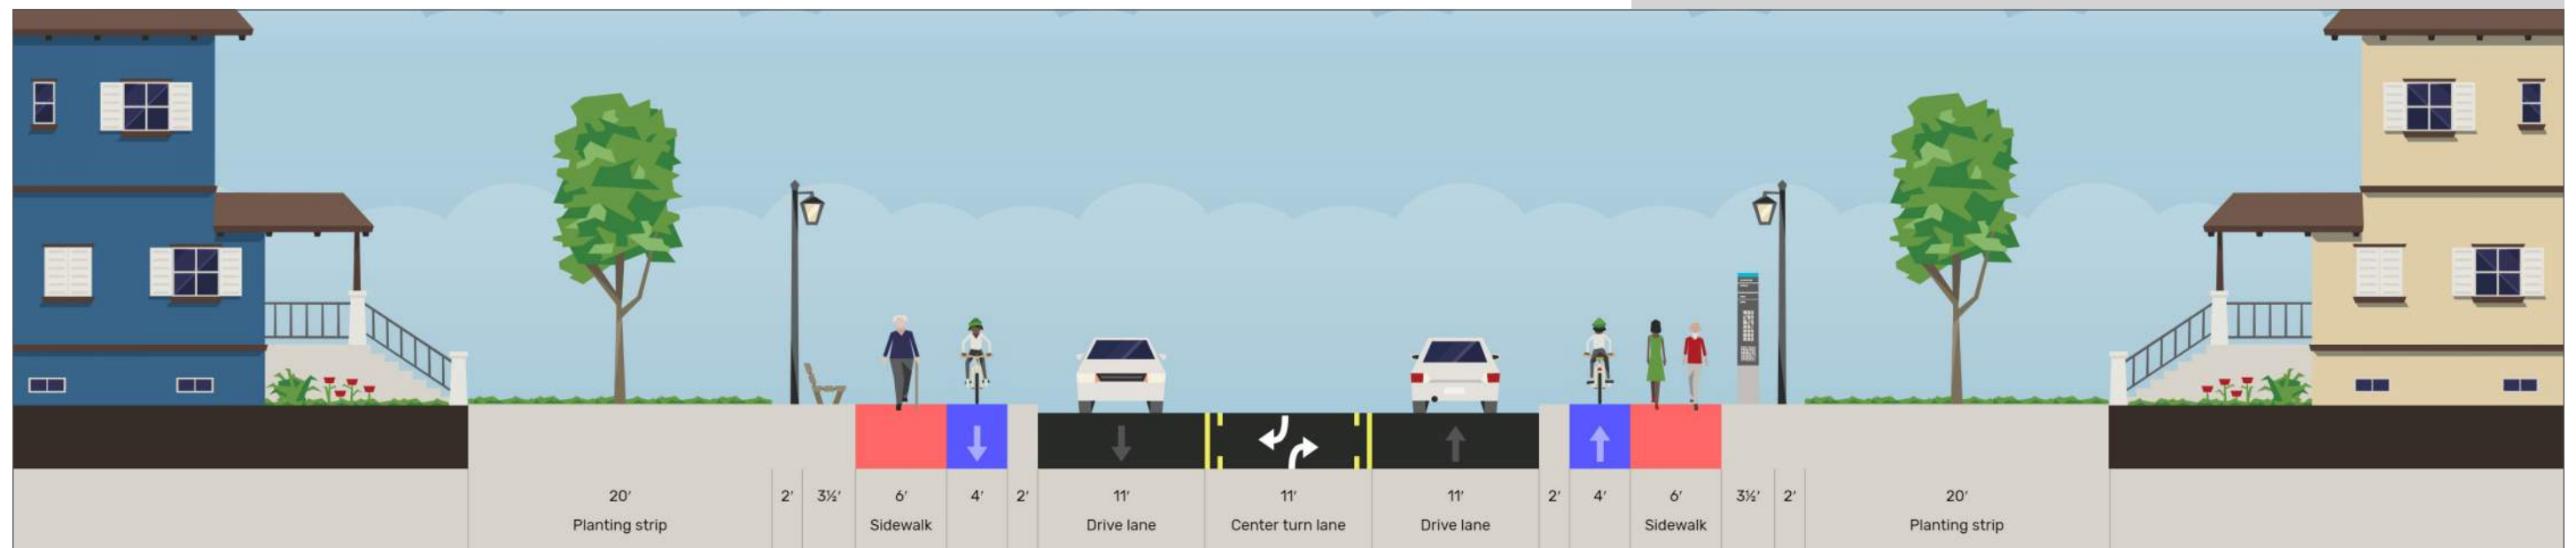 20′
2′
3½′
6′
4′
2′
11′
11′
11′
2′
4′
6′
3½′
2′
20′
Planting strip
Sidewalk
Drive lane
Center turn lane
Drive lane
Sidewalk
Planting strip